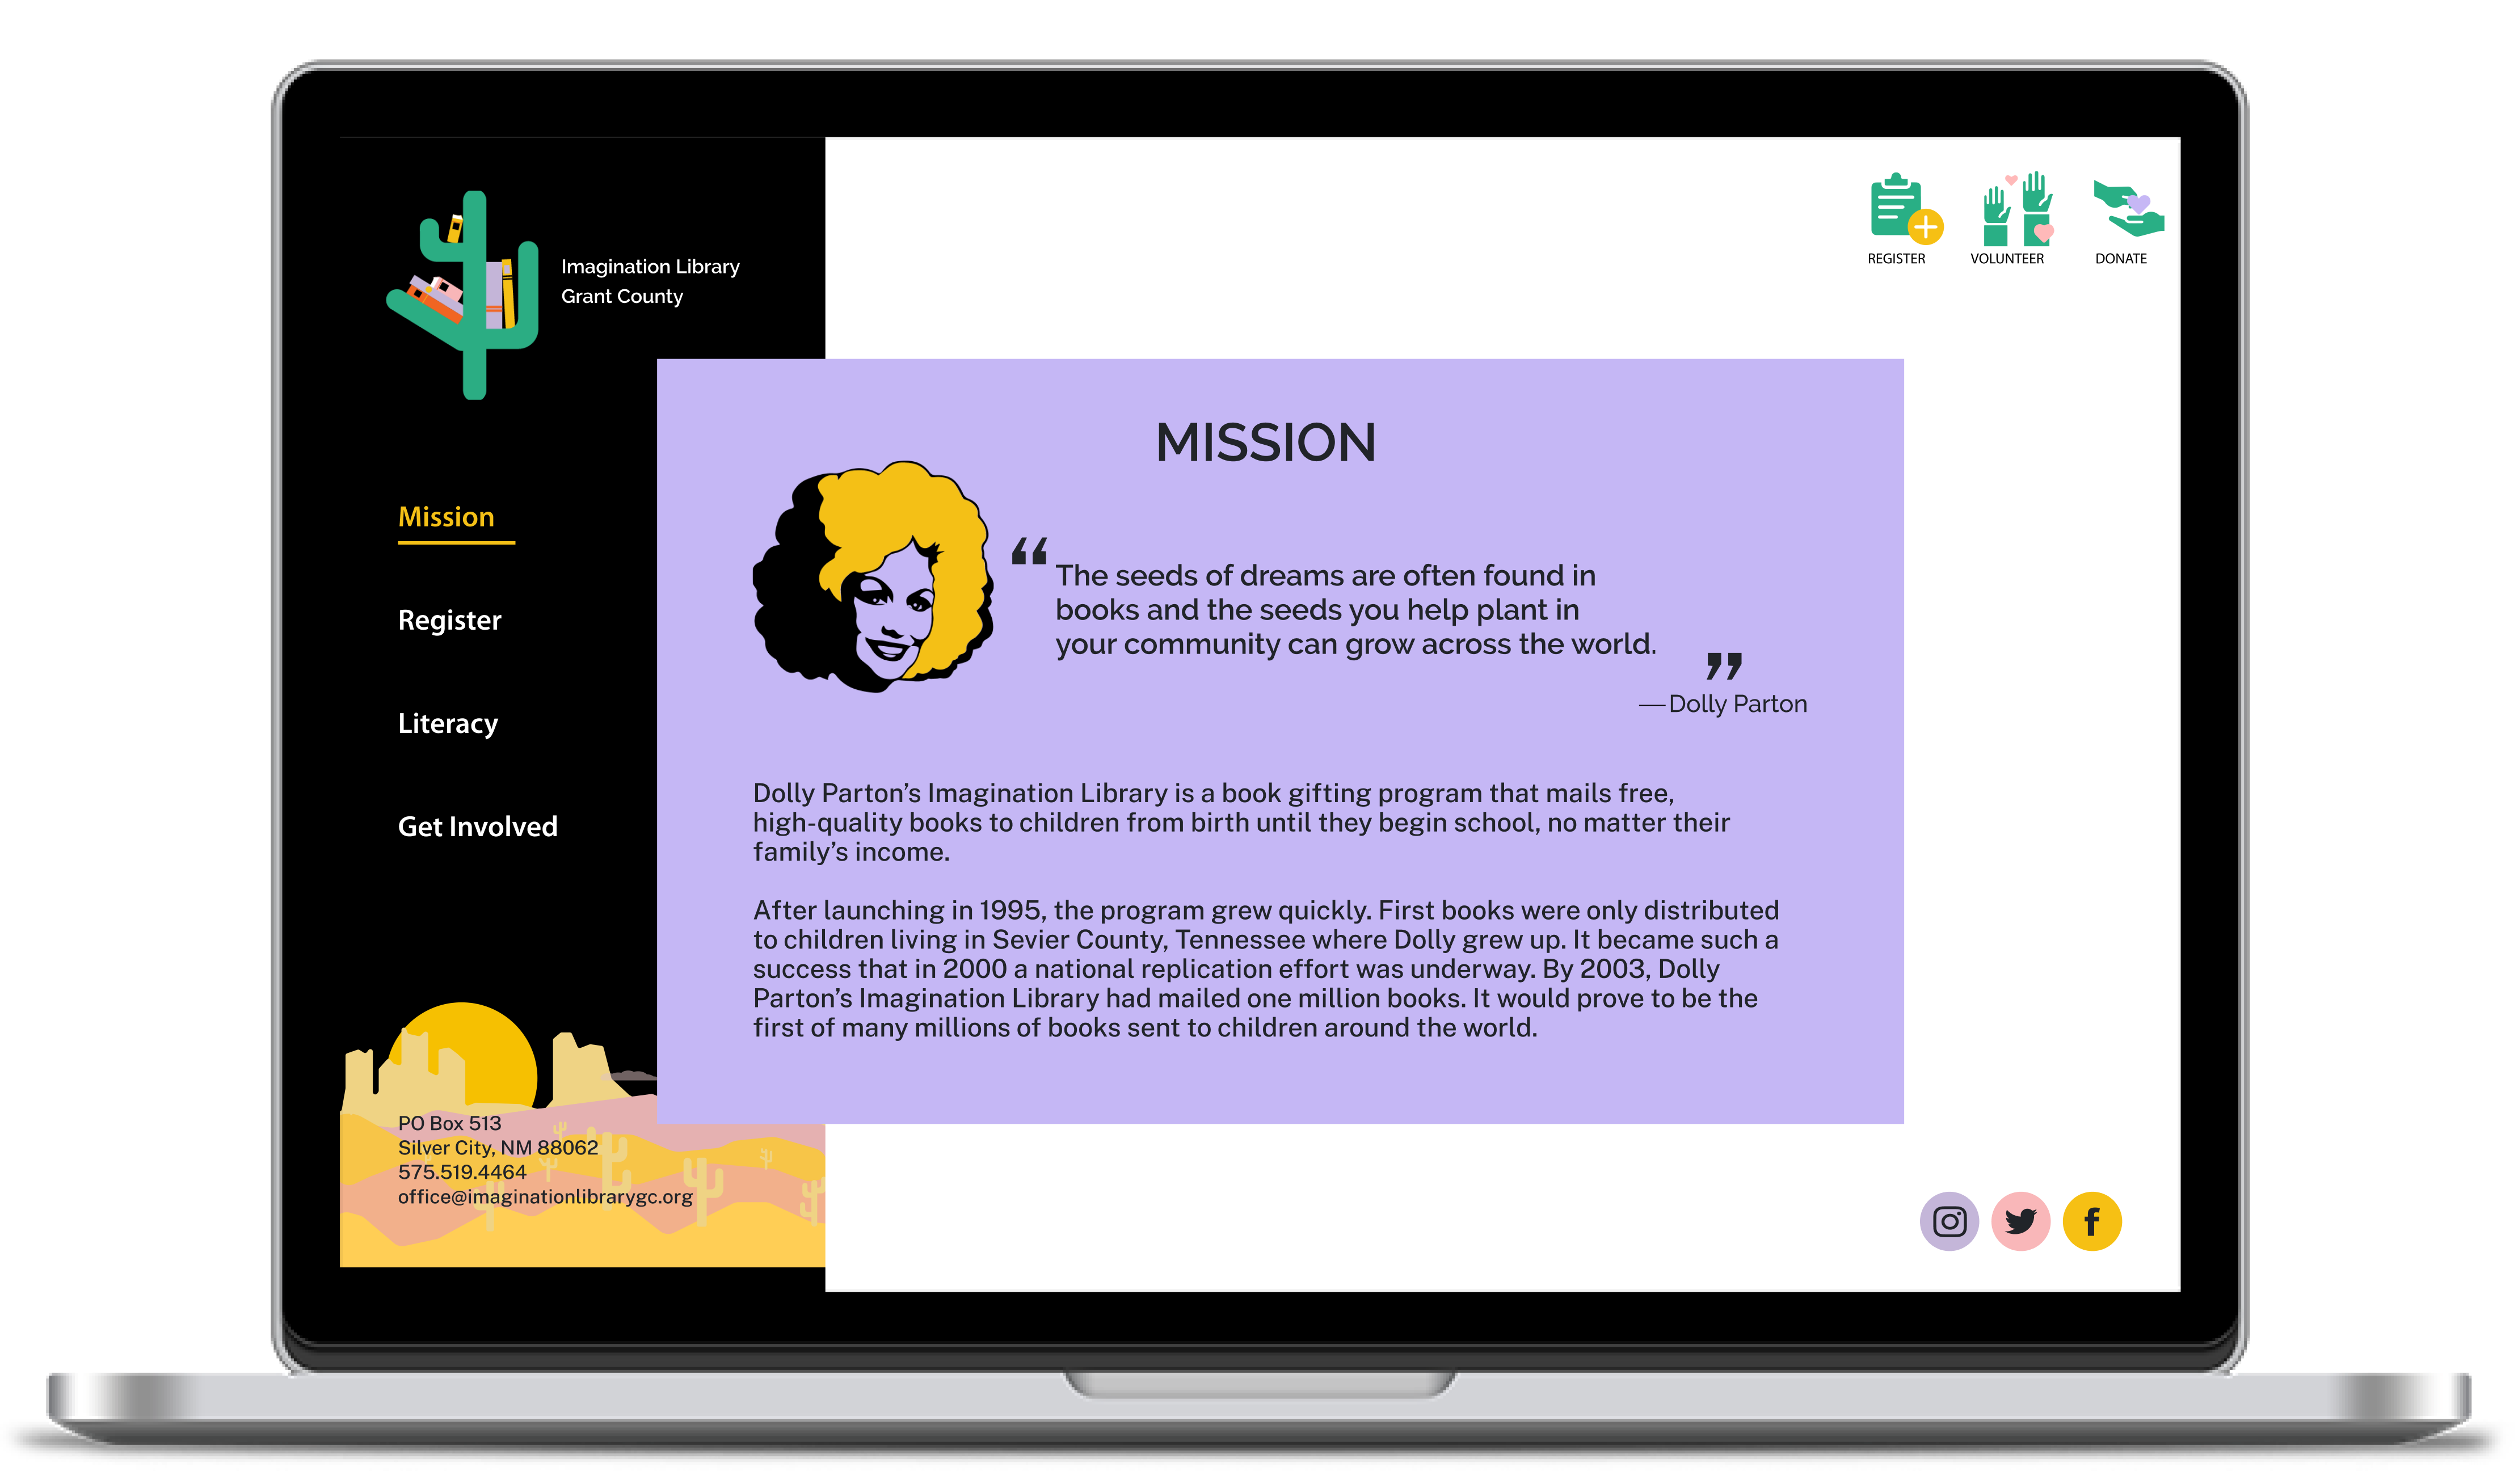 Imagination Library
Grant County
REGISTER
VOLUNTEER
DONATE
Mission
Register
Literacy
Get Involved
MISSION
“The seeds of dreams are often found in
books and the seeds you help plant in
your community can grow across the world.”
—Dolly Parton
Dolly Parton’s Imagination Library is a book gifting program that mails free,
high-quality books to children from birth until they begin school, no matter their
family’s income.
After launching in 1995, the program grew quickly. First books were only distributed
to children living in Sevier County, Tennessee where Dolly grew up. It became such a
success that in 2000 a national replication effort was underway. By 2003, Dolly
Parton’s Imagination Library had mailed one million books. It would prove to be the
first of many millions of books sent to children around the world.
PO Box 513
Silver City, NM 88062
575.519.4464
office@imaginationlibrarygc.org